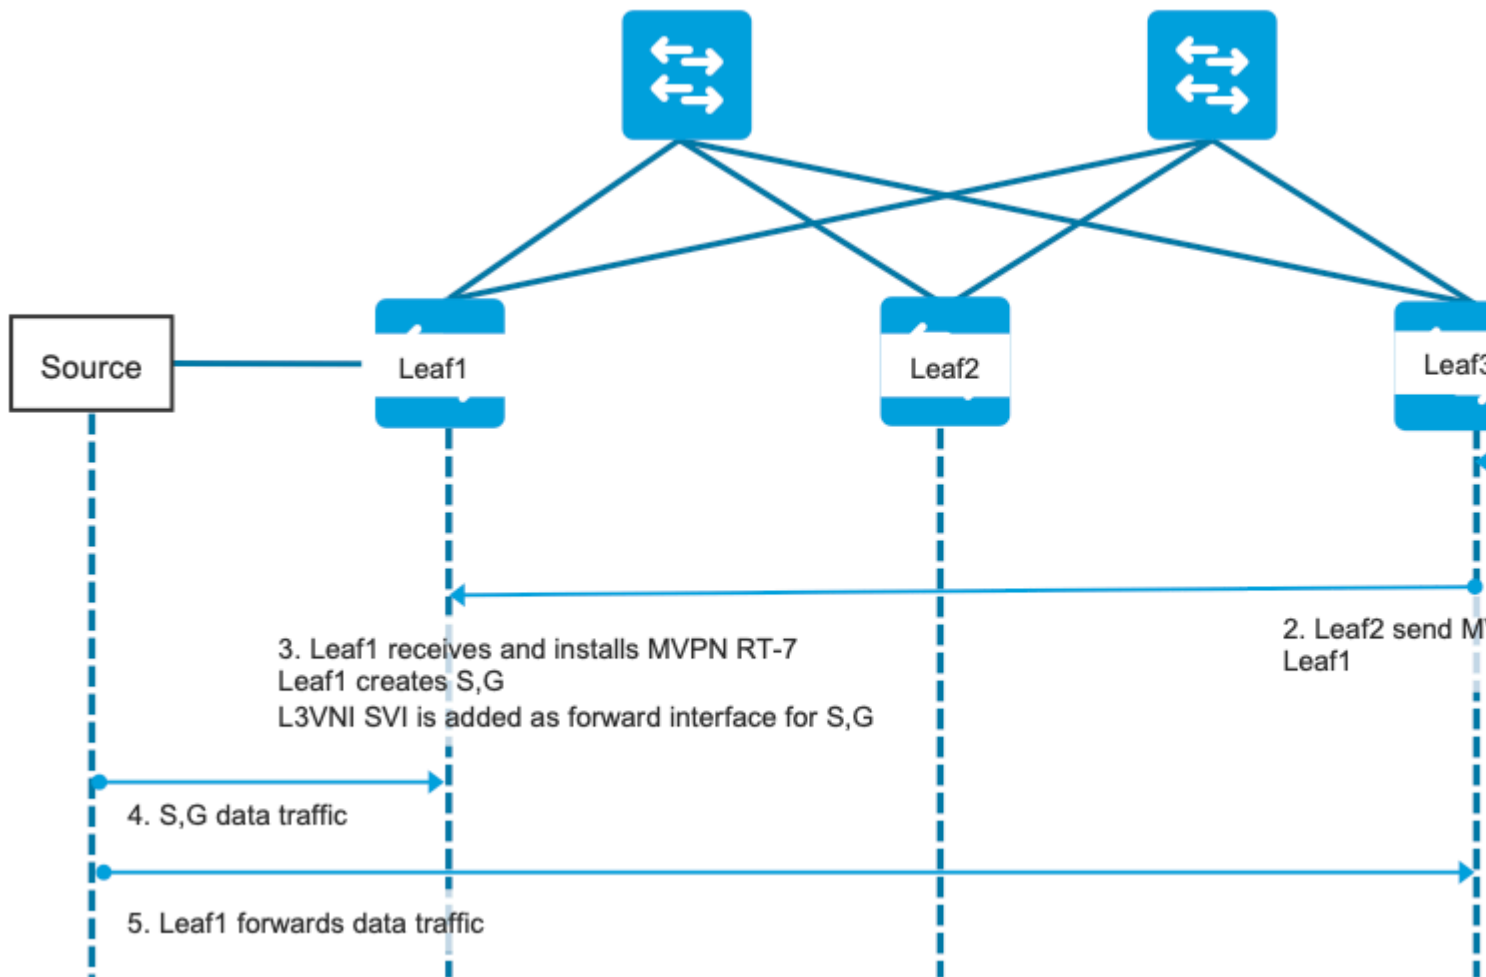 Source
Leaf1
Leaf2
2. Leaf2 send
Leaf1
3. Leaf1 receives and installs MVPN RT-7
Leaf1 creates S,G
L3VNI SVI is added as forward interface for S,G
4. S,G data traffic
5. Leaf1 forwards data traffic